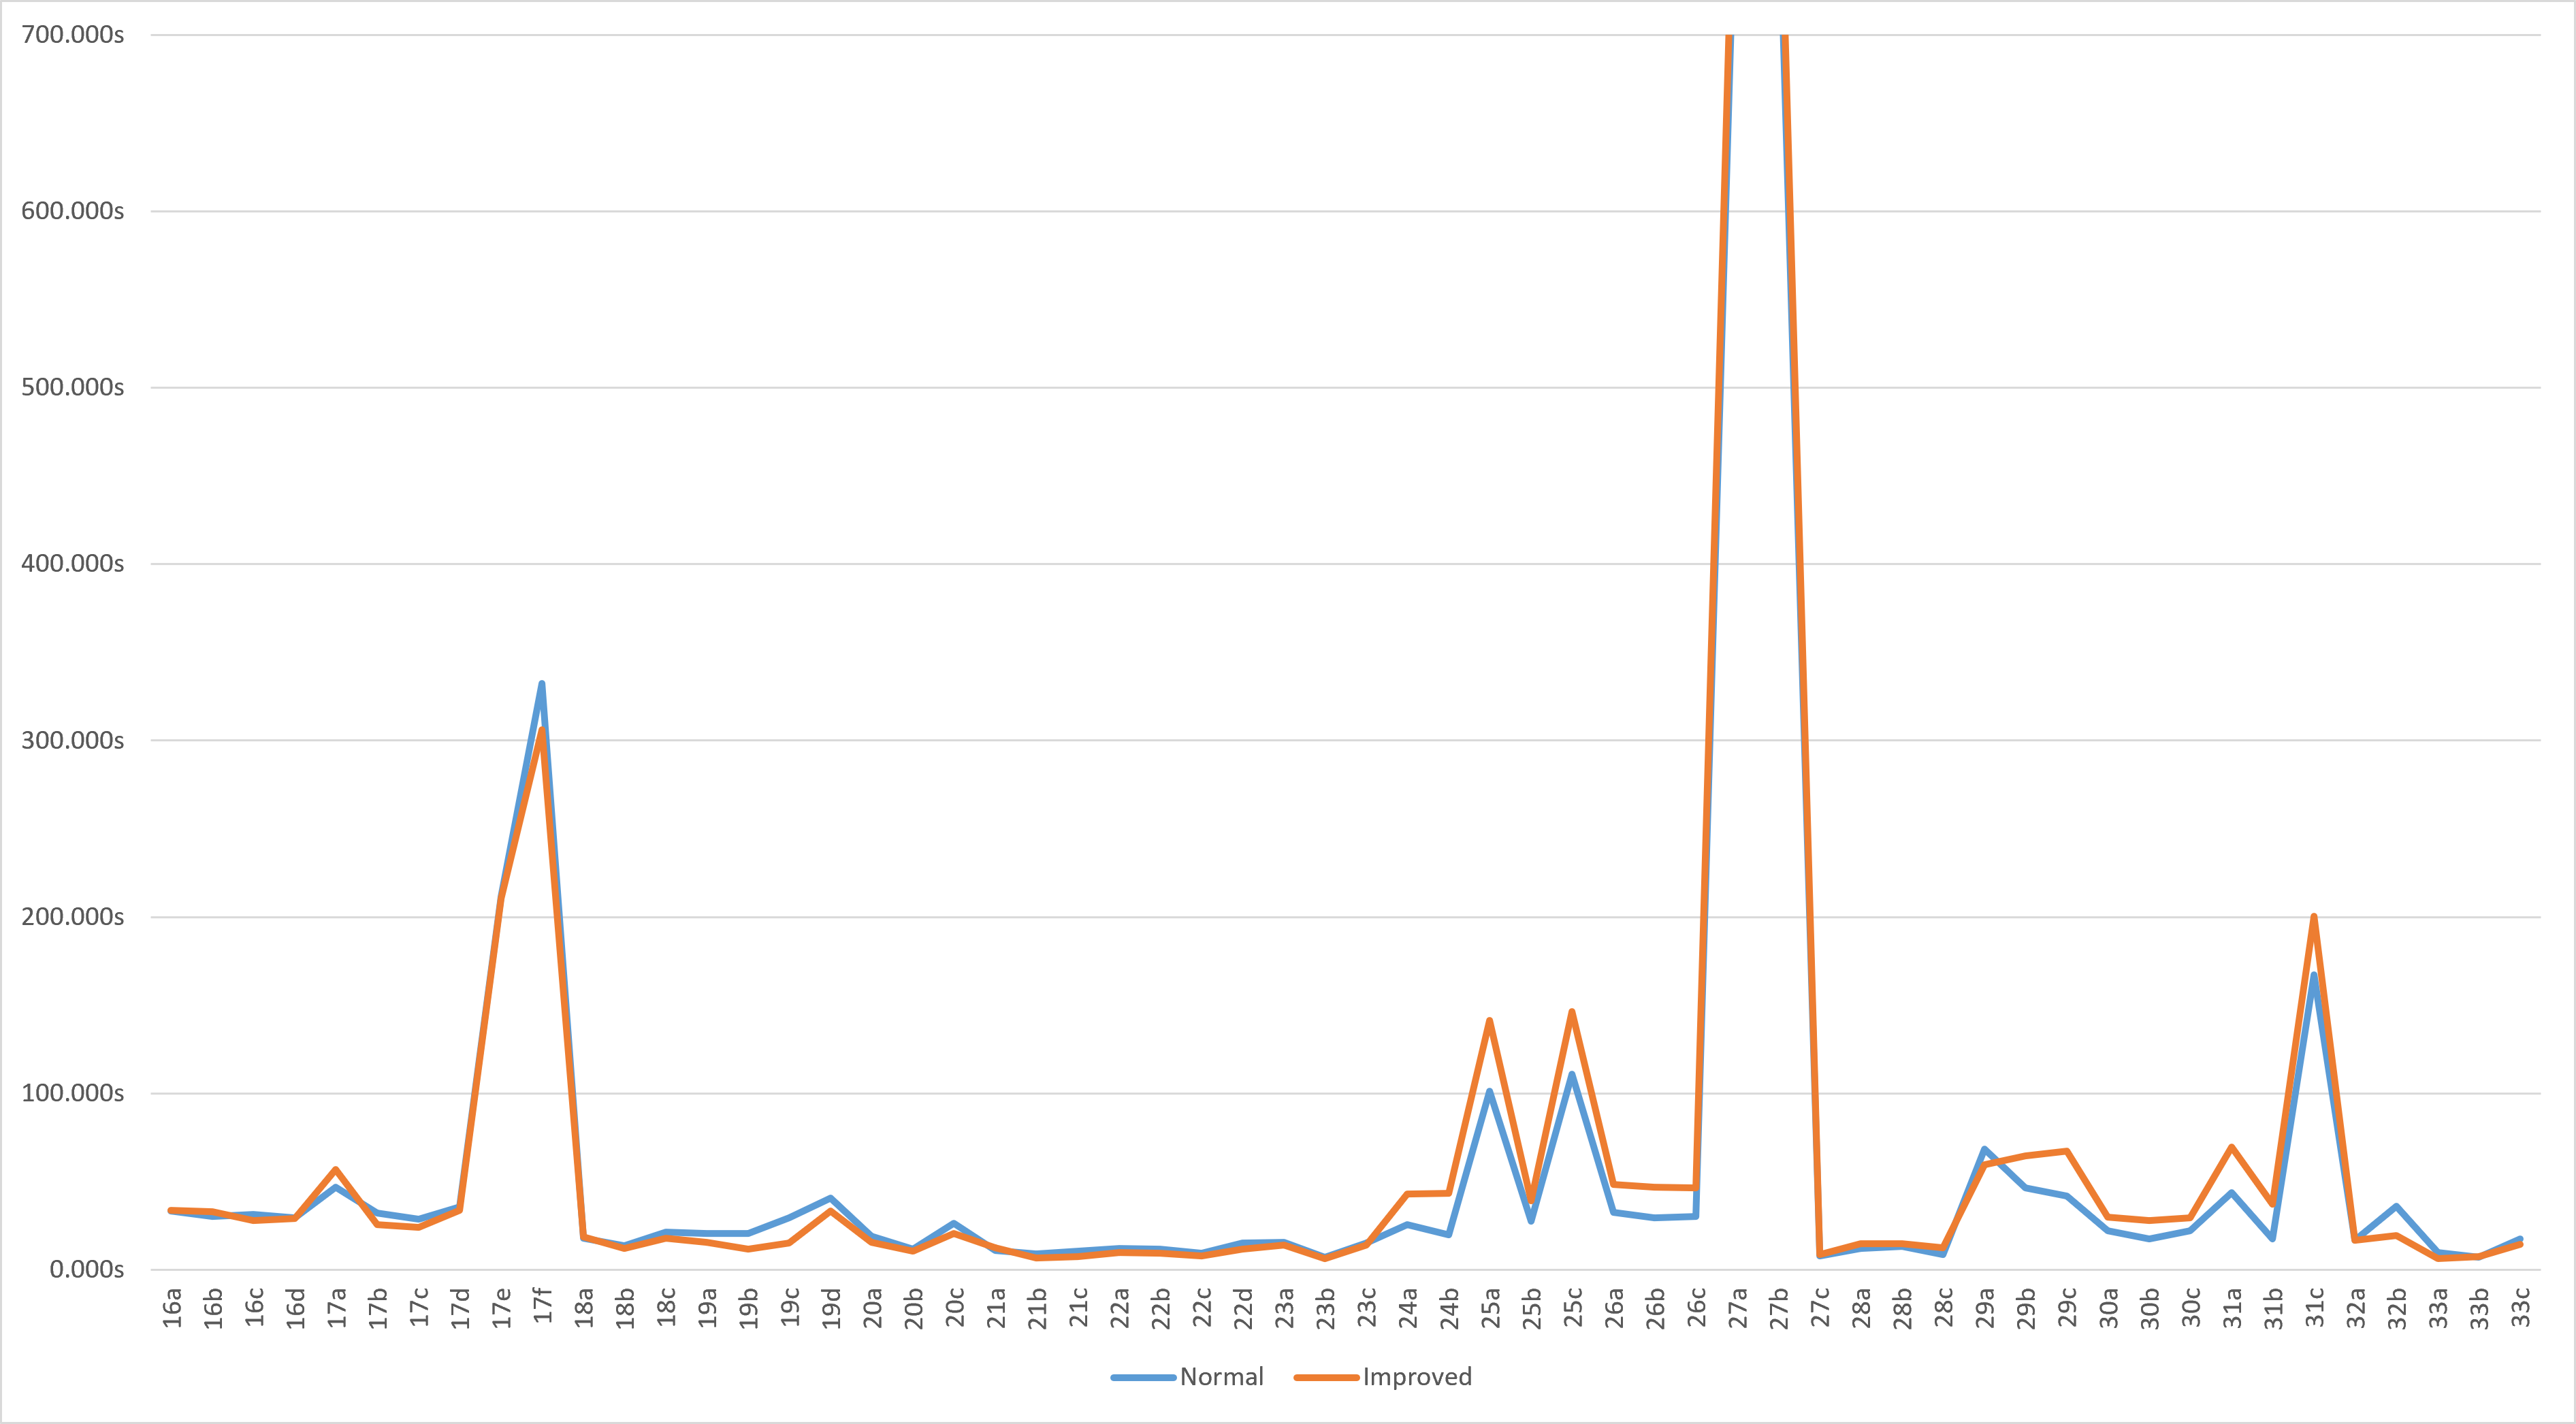 700.000s
600.000s
500.000s
400.000s
300.000s
200.000s
100.000s
0.000s
16a 16b 16c 16d 17a 17b 17c 17d 17e 17f 18a 18b 18c 19a 19b 19c 19d 20a 20b 20c 21a 21b 21c 22a 22b 22c 22d 23a 23b 23c 24a 24b 25a 25b 25c 26a 26b 26c 27a 27b 27c 28a 28b 28c 29a 29b 29c 30a 30b 30c 31a 31b 31c 32a 32b 33a 33b 33c
Normal Improved